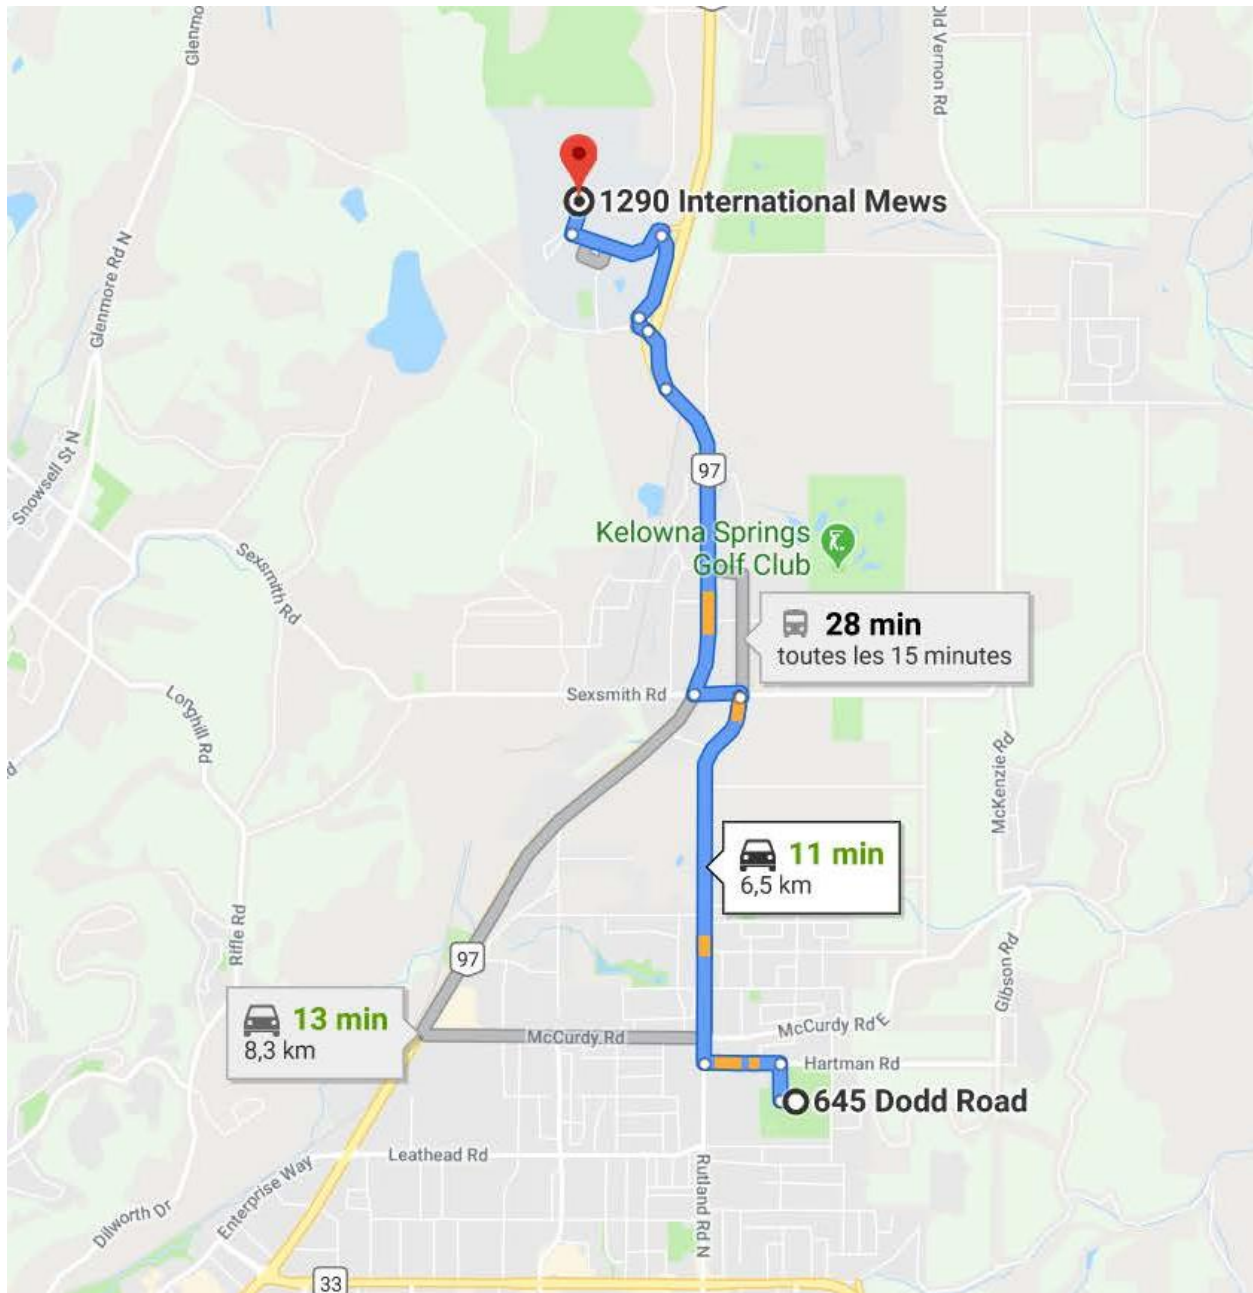 Glenmo
Old Vernon Rd
1290 International Mews
Glenmore Rd N
Snowsell St N
97
Kelowna Springs
Golf Club
Sexsmith Rd
28 min
toutes les 15 minutes
Sexsmith Rd
Longhill Rd
McKenzie Rd
11 min
6,5 km
Rifle Rd
97
Gibson Rd
13 min
8,3 km
McCurdy Rd
McCurdy Rd E
Hartman Rd
645 Dodd Road
Leathead Rd
Enterprise Way
Rutland Rd N
Dilworth Dr
33